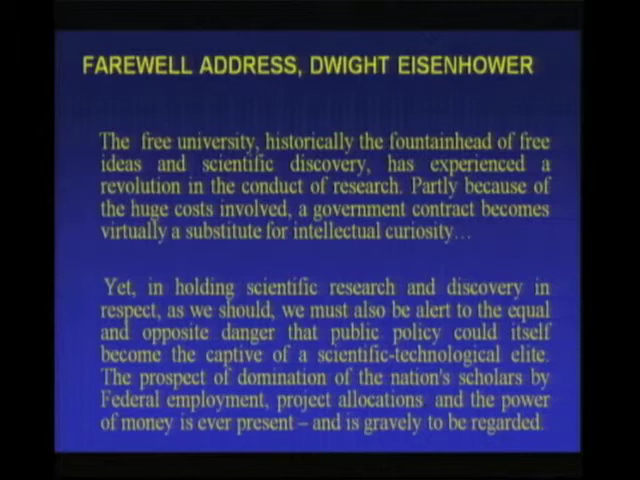 FAREWELL ADDRESS, DWIGHT EISENHOWER
The free university, historically the fountainhead of free
ideas and scientific discovery, has experienced a
revolution in the conduct of research. Partly because of
the huge costs involved, a government contract becomes
virtually a substitute for intellectual curiosity…
Yet, in holding scientific research and discovery in
respect, as we should, we must also be alert to the equal
and opposite danger that public policy could itself
become the captive of a scientific-technological elite.
The prospect of domination of the nation's scholars by
Federal employment, project allocations and the power
of money is ever present – and is gravely to be regarded.